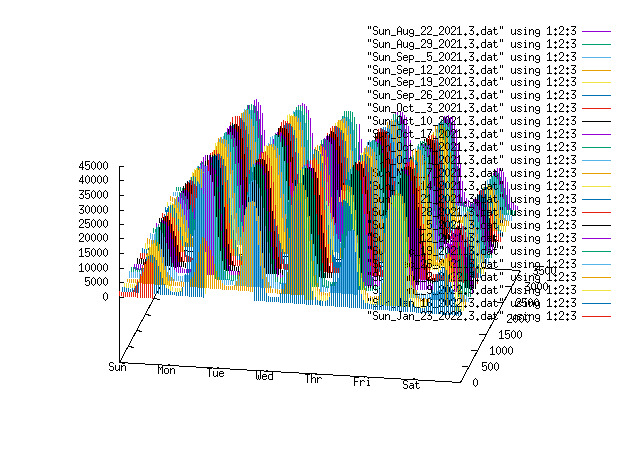 "Sun_Aug_22_2021.3.dat" using 1:2:3
"Sun_Aug_29_2021.3.dat" using 1:2:3
"Sun_Sep__5_2021.3.dat" using 1:2:3
"Sun_Sep_12_2021.3.dat" using 1:2:3
"Sun_Sep_19_2021.3.dat" using 1:2:3
"Sun_Sep_26_2021.3.dat" using 1:2:3
"Sun_Oct__3_2021.3.dat" using 1:2:3
"Sun_Oct_10_2021.3.dat" using 1:2:3
using 1:2:3
using 1:2:3
using 1:2:3
using 1:2:3
using 1:2:3
using 1:2:3
using 1:2:3
using 1:2:3
using 1:2:3
using 1:2:3
using 1:2:3
using 1:2:3
using 1:2:3
using 1:2:3
"Sun_Jan_23_2022.3.dat" using 1:2:3
45000
40000
35000
30000
25000
20000
15000
10000
5000
0
Sun
Mon
Tue
Wed
Thr
Fri
Sat
0
500
1000
1500
2000
2500
3000
3500